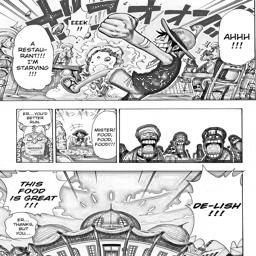 AHHH
!!!
EEEK
!!
A
RESTAU-
RANT!!!
I'M
STARVING
!!!
MISTER!
FOOD,
FOOD,
FOOD!!!
ER...
YOU'D
BETTER
RUN.
DE-LISH
!!!
THIS
FOOD IS
GREAT
!!!
ER...
THANKS,
BUT
YOU...